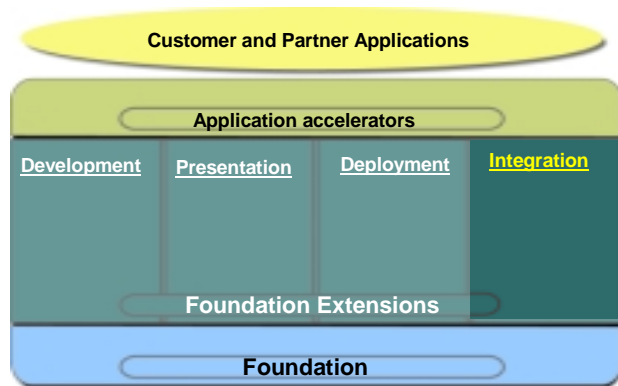 Customer and Partner Applications
Application accelerators
Development
Presentation
Deployment
Integration
Foundation Extensions
Foundation